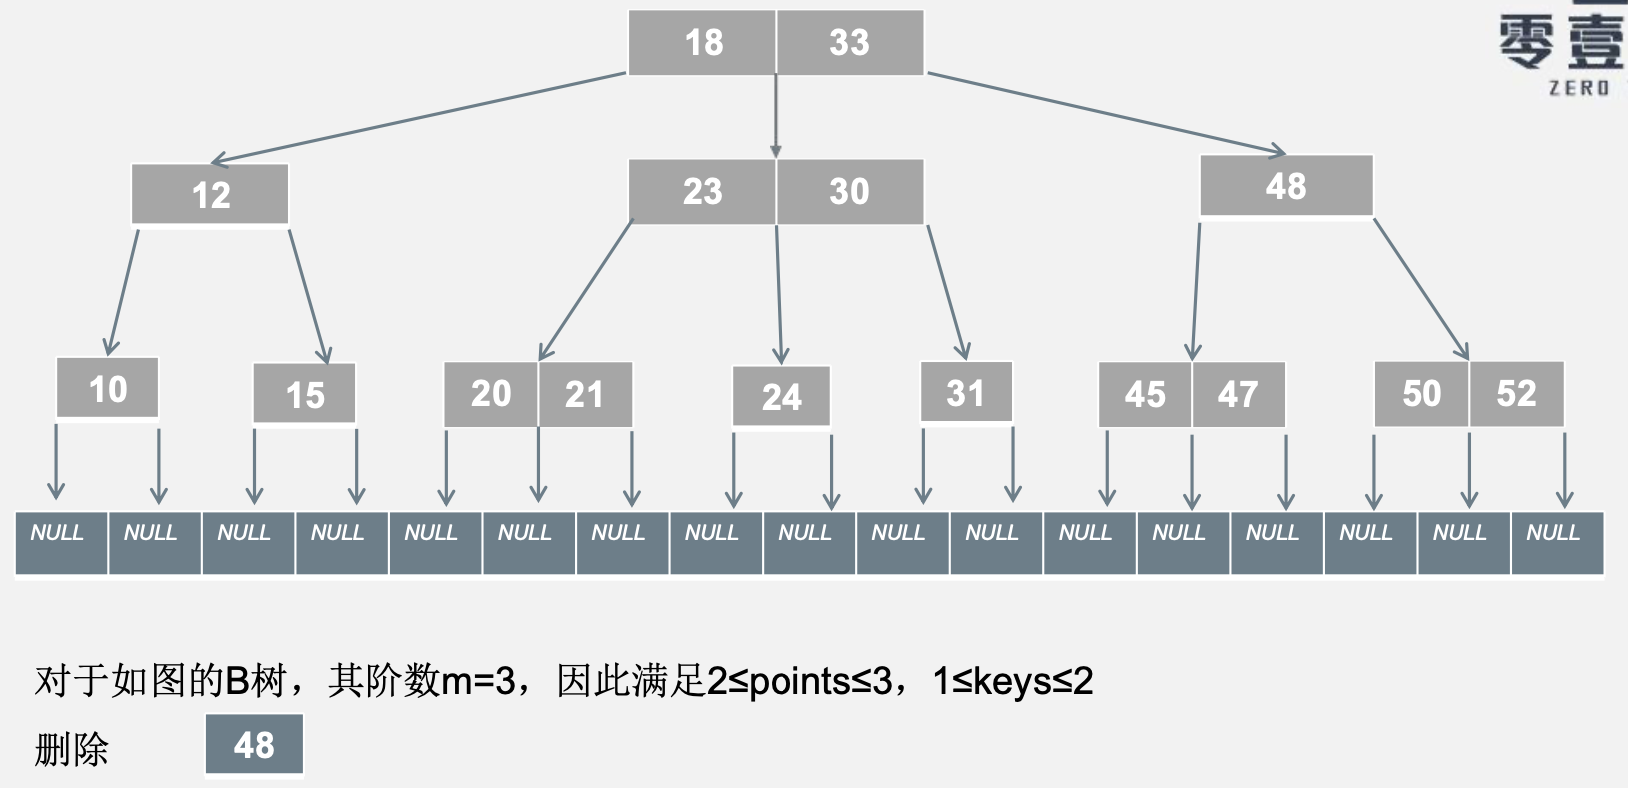 18 33
零壹
ZERO
12
23 30
48
10 15 20 21 24 31 45 47 50 52
NULL NULL NULL NULL NULL NULL NULL NULL NULL NULL NULL NULL NULL NULL NULL NULL NULL
对于如图的B树，其阶数m=3，因此满足2≤points≤3，1≤keys≤2
删除 48